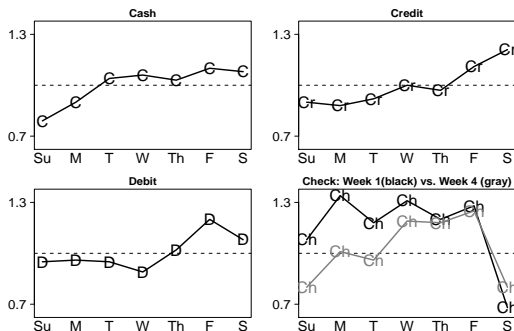 Cash
1.3
0.7
C C C C C C C
Su M T W Th F S
Credit
1.3
0.7
Cr Cr Cr Cr Cr Cr Cr
Su M T W Th F S
Debit
1.3
0.7
D D D D D D D
Su M T W Th F S
Check: Week 1(black) vs. Week 4 (gray)
1.3
0.7
Ch Ch Ch Ch Ch Ch Ch
Ch Ch Ch Ch Ch Ch Ch
Su M T W Th F S